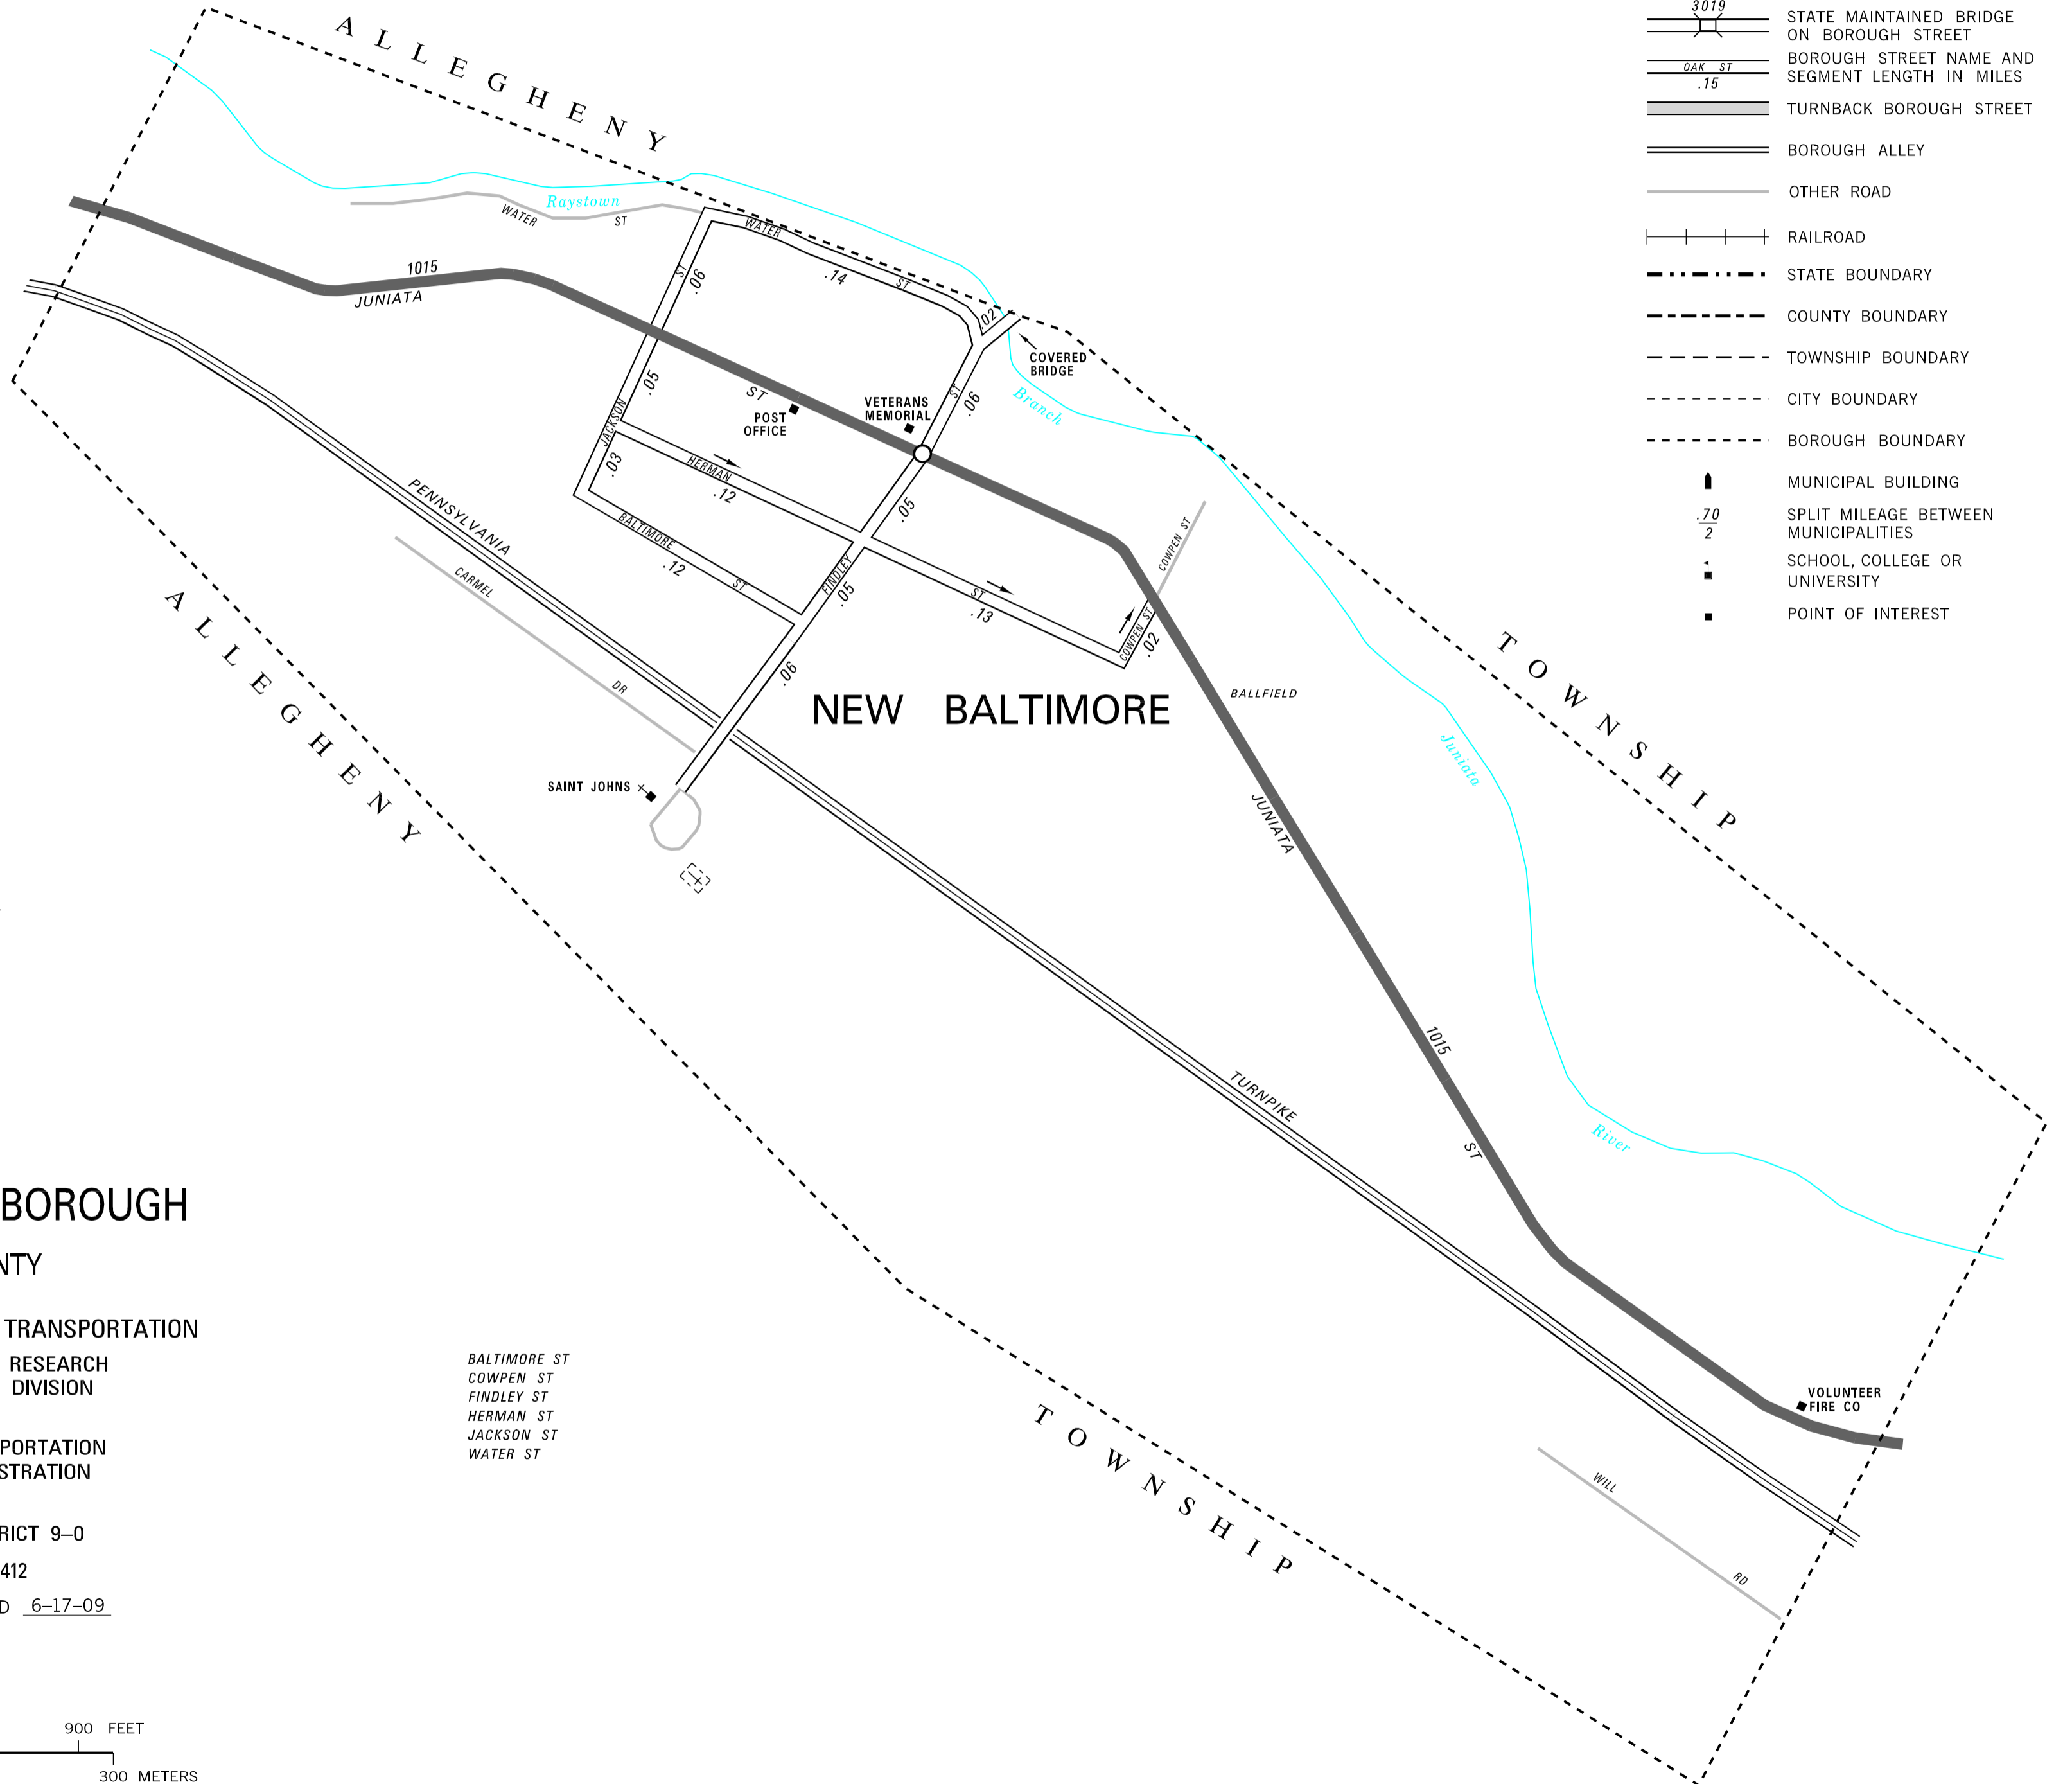 ALLEGHENY
3019
STATE MAINTAINED BRIDGE
ON BOROUGH STREET
OAK ST
.15
BOROUGH STREET NAME AND
SEGMENT LENGTH IN MILES
TURNBACK BOROUGH STREET
BOROUGH ALLEY
OTHER ROAD
RAILROAD
STATE BOUNDARY
COUNTY BOUNDARY
TOWNSHIP BOUNDARY
CITY BOUNDARY
BOROUGH BOUNDARY
MUNICIPAL BUILDING
.70
2
SPLIT MILEAGE BETWEEN
MUNICIPALITIES
SCHOOL, COLLEGE OR
UNIVERSITY
POINT OF INTEREST
Raystown
WATER ST
WATER ST
.14
.02
ST
.06
1015
JUNIATA
ST
COVERED
BRIDGE
Branch
.05
JACKSON
POST
OFFICE
VETERANS
MEMORIAL
ST
.06
.03
HERMAN
.12
.05
PENNSYLVANIA
BALTIMORE ST
.12
FINDLEY
.05
COWPEN ST
CARMEL
DR
ST
.13
COWPEN ST
.02
.06
ALLEGHENY
TOWNSHIP
NEW BALTIMORE
BALLFIELD
Juniata
SAINT JOHNS
JUNIATA
1015
ST
TURNPIKE
River
BOROUGH
NTY
TRANSPORTATION
RESEARCH
DIVISION
PORTATION
STRATION
RICT 9–0
412
D 6–17–09
BALTIMORE ST
COWPEN ST
FINDLEY ST
HERMAN ST
JACKSON ST
WATER ST
TOWNSHIP
VOLUNTEER
FIRE CO
WILL
RD
900 FEET
300 METERS